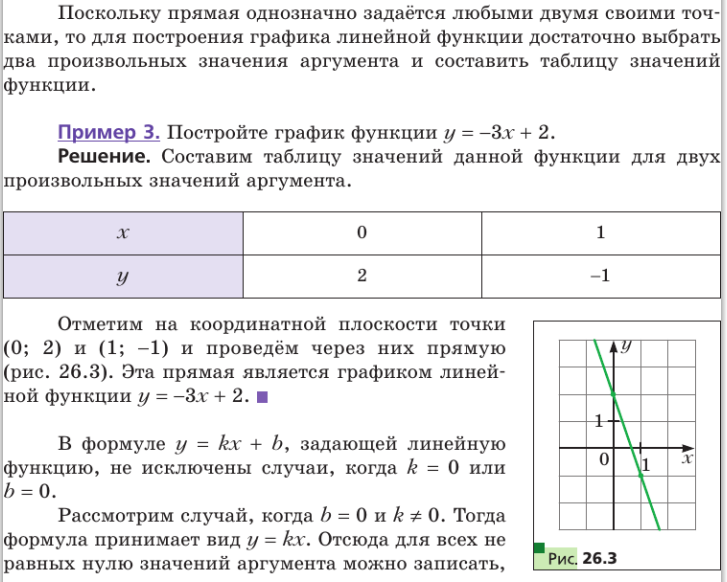 Поскольку прямая однозначно задаётся любыми двумя своими точ-
ками, то для построения графика линейной функции достаточно выбрать
два произвольных значения аргумента и составить таблицу значений
функции.
Пример 3. Постройте график функции y = –3x + 2.
Решение. Составим таблицу значений данной функции для двух
произвольных значений аргумента.
x 0 1
y 2 –1
Отметим на координатной плоскости точки
(0; 2) и (1; –1) и проведём через них прямую
(рис. 26.3). Эта прямая является графиком линей-
ной функции y = –3x + 2.
В формуле y = kx + b, задающей линейную
функцию, не исключены случаи, когда k = 0 или
b = 0.
Рассмотрим случай, когда b = 0 и k ≠ 0. Тогда
формула принимает вид y = kx. Отсюда для всех не
равных нулю значений аргумента можно записать,
y
1
0 1 x
Рис. 26.3